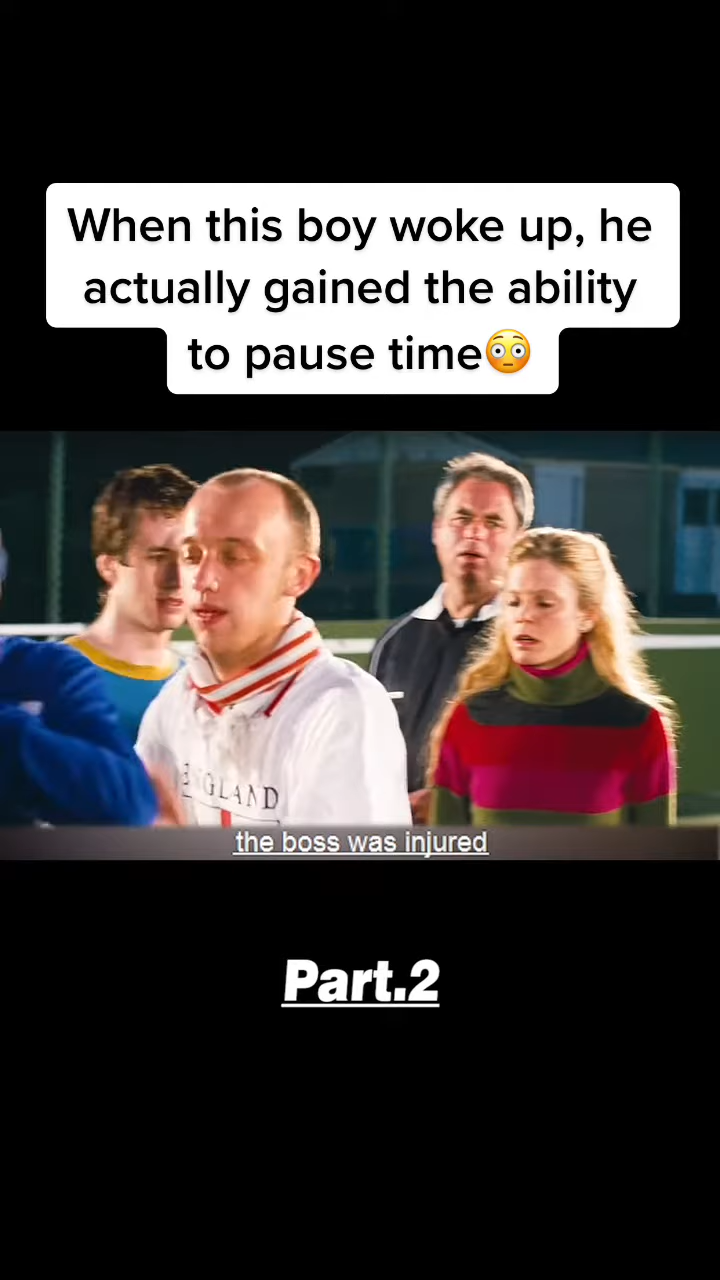 When this boy woke up, he
actually gained the ability
to pause time😳
ENGLAND
the boss was injured
Part.2